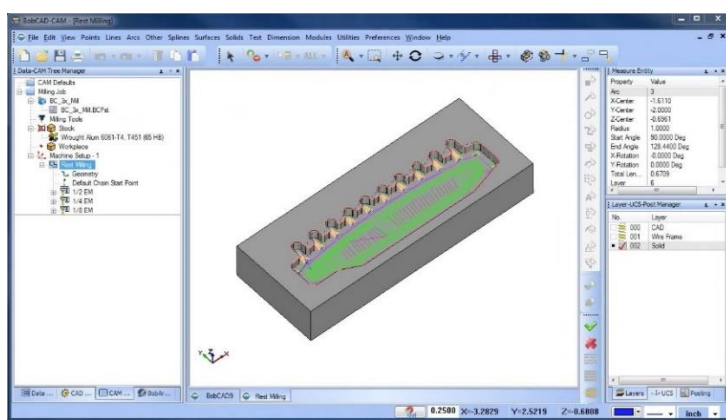 BobCAD-CAM - [Rest Milling]
File Edit View Points Lines Arcs Other Splines Surfaces Solids Text Dimension Modules Utilities Preferences Window Help
ALL
Data-CAM Tree Manager
CAM Defaults
Milling Job
BC_3x_Mill
BC_3x_Mill.BCPst
Milling Tools
Stock
Wrought Alum 6061-T4, T451 (65 HB)
Workpiece
Machine Setup - 1
Rest Milling
Geometry
Default Chain Start Point
1/2 EM
1/4 EM
1/8 EM
Measure Entity
Property Value
Arc 3
X-Center -1.6110
Y-Center -2.0000
Radius 1.0000
Start Angle 90.0000 Deg
End Angle 128.4400 Deg
X-Rotation -0.0000 Deg
Y-Rotation 0.0000 Deg
Total Len... 0.6709
Layer 6
Layer-UCS-Post Manager
No. Layer
000 CAD
001 Wire Frame
002 Solid
Y Z X
Data ... CAD ... CAM ... BobAr...
BobCAD9 Rest Milling
Layers UCS Posting
0.2500 X=-3.2829 Y=2.5219 Z=-0.6888
inch